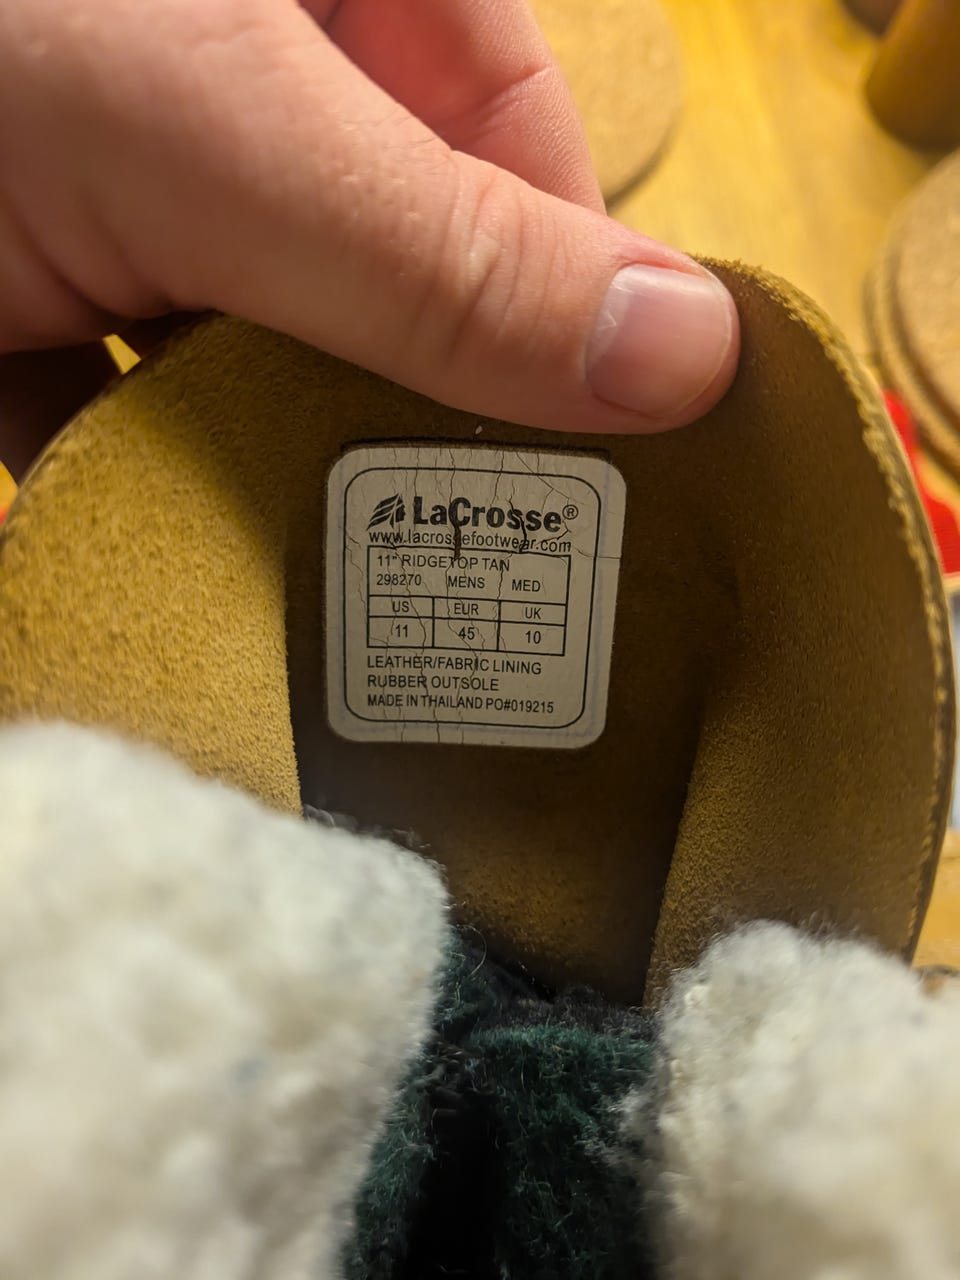 LaCrosse®
www.lacrossefootwear.com
11" RIDGETOP TAN
298270 MENS MED
US EUR UK
11 45 10
LEATHER/FABRIC LINING
RUBBER OUTSOLE
MADE IN THAILAND PO#019215